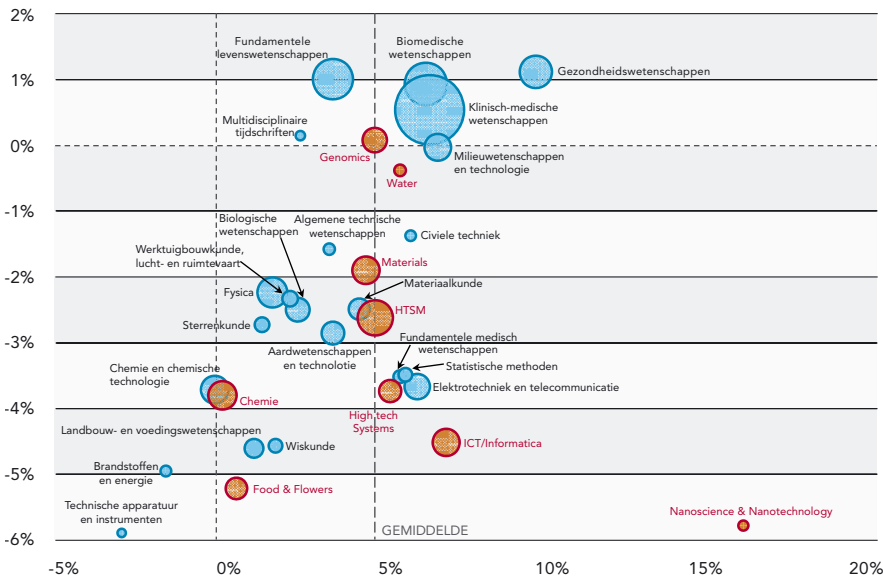 2%
Fundamentele
levenswetenschappen
Biomedische
wetenschappen
Gezondheidswetenschappen
1%
Klinisch-medische
wetenschappen
Multidisciplinaire
tijdschriften
0%
Genomics
Milieuwetenschappen
en technologie
Water
-1%
Biologische
wetenschappen
Algemene technische
wetenschappen
Civiele techniek
Werktuigbouwkunde,
lucht- en ruimtevaart
Materials
-2%
Materiaalkunde
Fysica
HTSM
Sterrenkunde
-3%
Fundamentele medisch
wetenschappen
Aardwetenschappen
en technolotie
Statistische methoden
Chemie en chemische
technologie
Elektrotechniek en telecommunicatie
Chemie
-4%
High tech
Systems
Landbouw- en voedingswetenschappen
Wiskunde
ICT/Informatica
Brandstoffen
en energie
-5%
Food & Flowers
Technische apparatuur
en instrumenten
Nanoscience & Nanotechnology
GEMIDDELDE
-6%
-5%
0%
5%
10%
15%
20%